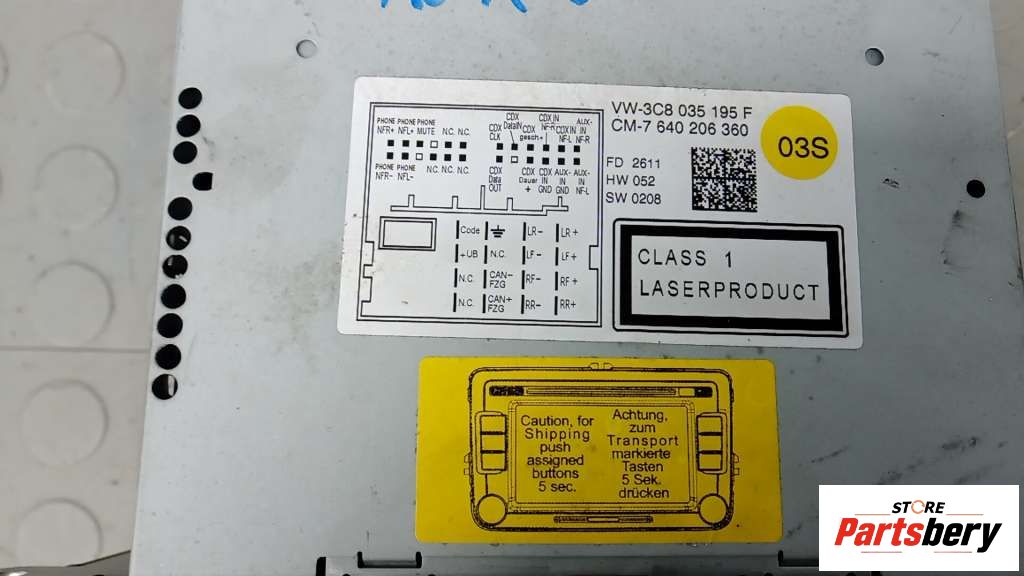 VW-3C8 035 195 F
CM-7 640 206 360
03S
FD 2611
HW 052
SW 0208
PHONE PHONE PHONE
NFR+ NFL+ MUTE N.C. N.C.
CDX CLK
CDX DataIN
CDX gesch.+
CDX IN NF-R
CDX IN NF-L
AUX- IN NF-R
PHONE PHONE
NFR- NFL- N.C. N.C. N.C.
CDX Data OUT
CDX Dauer +
CDX IN GND
AUX- IN GND
AUX- IN NF-L
Code LR- LR+
+UB N.C. LF- LF+
N.C. CAN- FZG RF- RF+
N.C. CAN+ FZG RR- RR+
CLASS 1
LASERPRODUCT
Caution, for
Shipping
push
assigned
buttons
5 sec.
Achtung,
zum
Transport
markierte
Tasten
5 Sek.
drücken
STORE
Partsbery